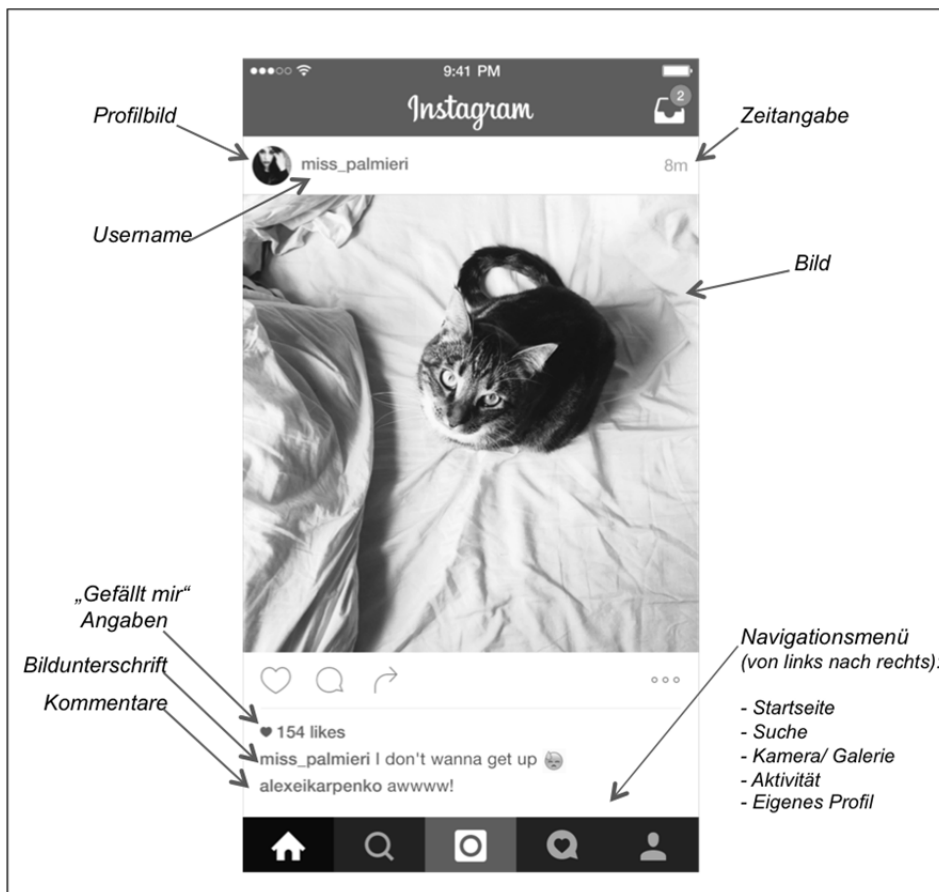 9:41 PM
Instagram
2
Profilbild
Zeitangabe
miss_palmieri
8m
Username
Bild
„Gefällt mir“
Angaben
Bildunterschrift
Kommentare
154 likes
miss_palmieri I don't wanna get up
alexeikarpenko awwww!
Navigationsmenü
(von links nach rechts):
- Startseite
- Suche
- Kamera/ Galerie
- Aktivität
- Eigenes Profil